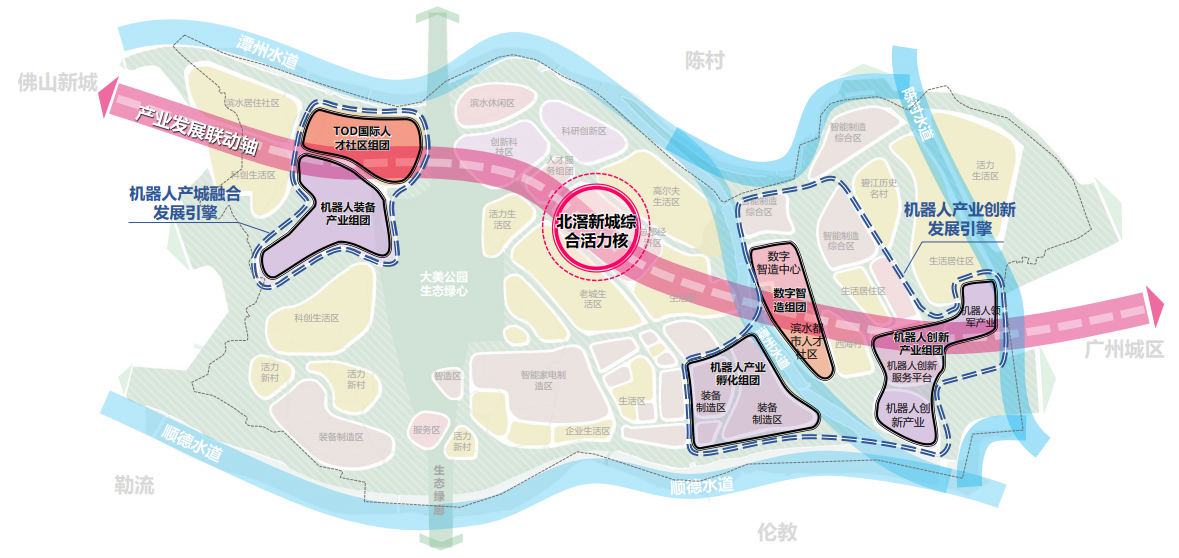 佛山新城
潭州水道
陈村
陈村水道
产业发展联动轴
滨水居住社区
TOD国际人
才社区组团
滨水休闲区
创新科
技区
科研创新区
人才服
务组团
智能制造
综合区
活力
生活区
碧江历史
名村
科创生活区
机器人产城融合
发展引擎
机器人装备
产业组团
活力生
活区
北滘新城综
合活力核
高尔夫
生活区
智能制造
综合区
智能制造
综合区
机器人产业创新
发展引擎
大美公园
生态绿心
数字
智造中心
生活居住区
生活居住区
老城生
活区
数字智
造组团
科创生活区
滨水都
市人才
社区
潭州水道
机器人领
军产业
机器人创新
产业组团
广州城区
活力
新村
活力
新村
智造区
智能家电制
造区
生活区
机器人产业
孵化组团
装备
制造区
装备
制造区
机器人创新
服务平台
机器人创
新产业
装备制造区
服务区
活力
新村
企业生活区
顺德水道
生
态
绿
廊
顺德水道
勒流
伦教